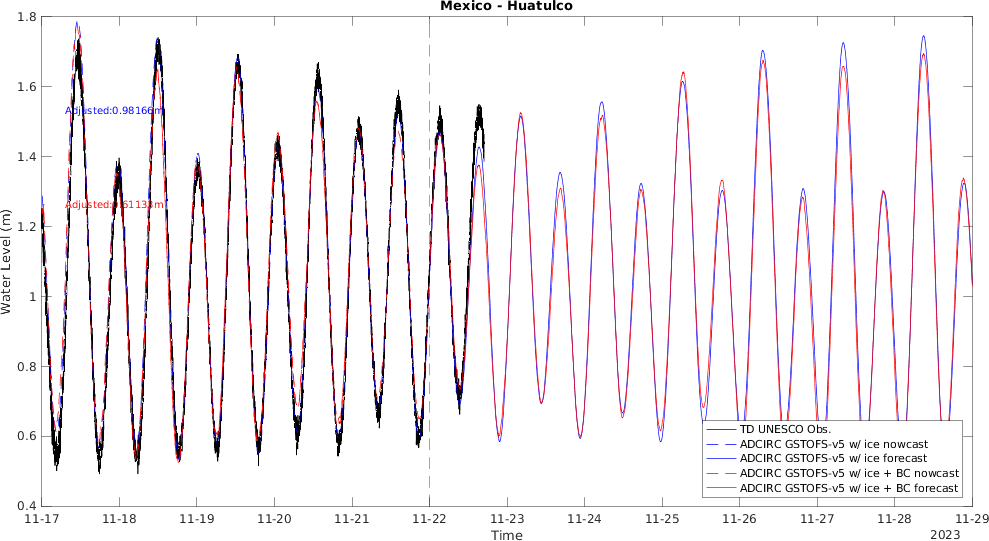 Mexico - Huatulco
Water Level (m)
1.8
1.6
1.4
1.2
1
0.8
0.6
0.4
Adjusted:0.98166m
Adjusted:0.61133m
TD UNESCO Obs.
ADCIRC GSTOFS-v5 w/ ice nowcast
ADCIRC GSTOFS-v5 w/ ice forecast
ADCIRC GSTOFS-v5 w/ ice + BC nowcast
ADCIRC GSTOFS-v5 w/ ice + BC forecast
11-17 11-18 11-19 11-20 11-21 11-22 11-23 11-24 11-25 11-26 11-27 11-28 11-29
Time
2023